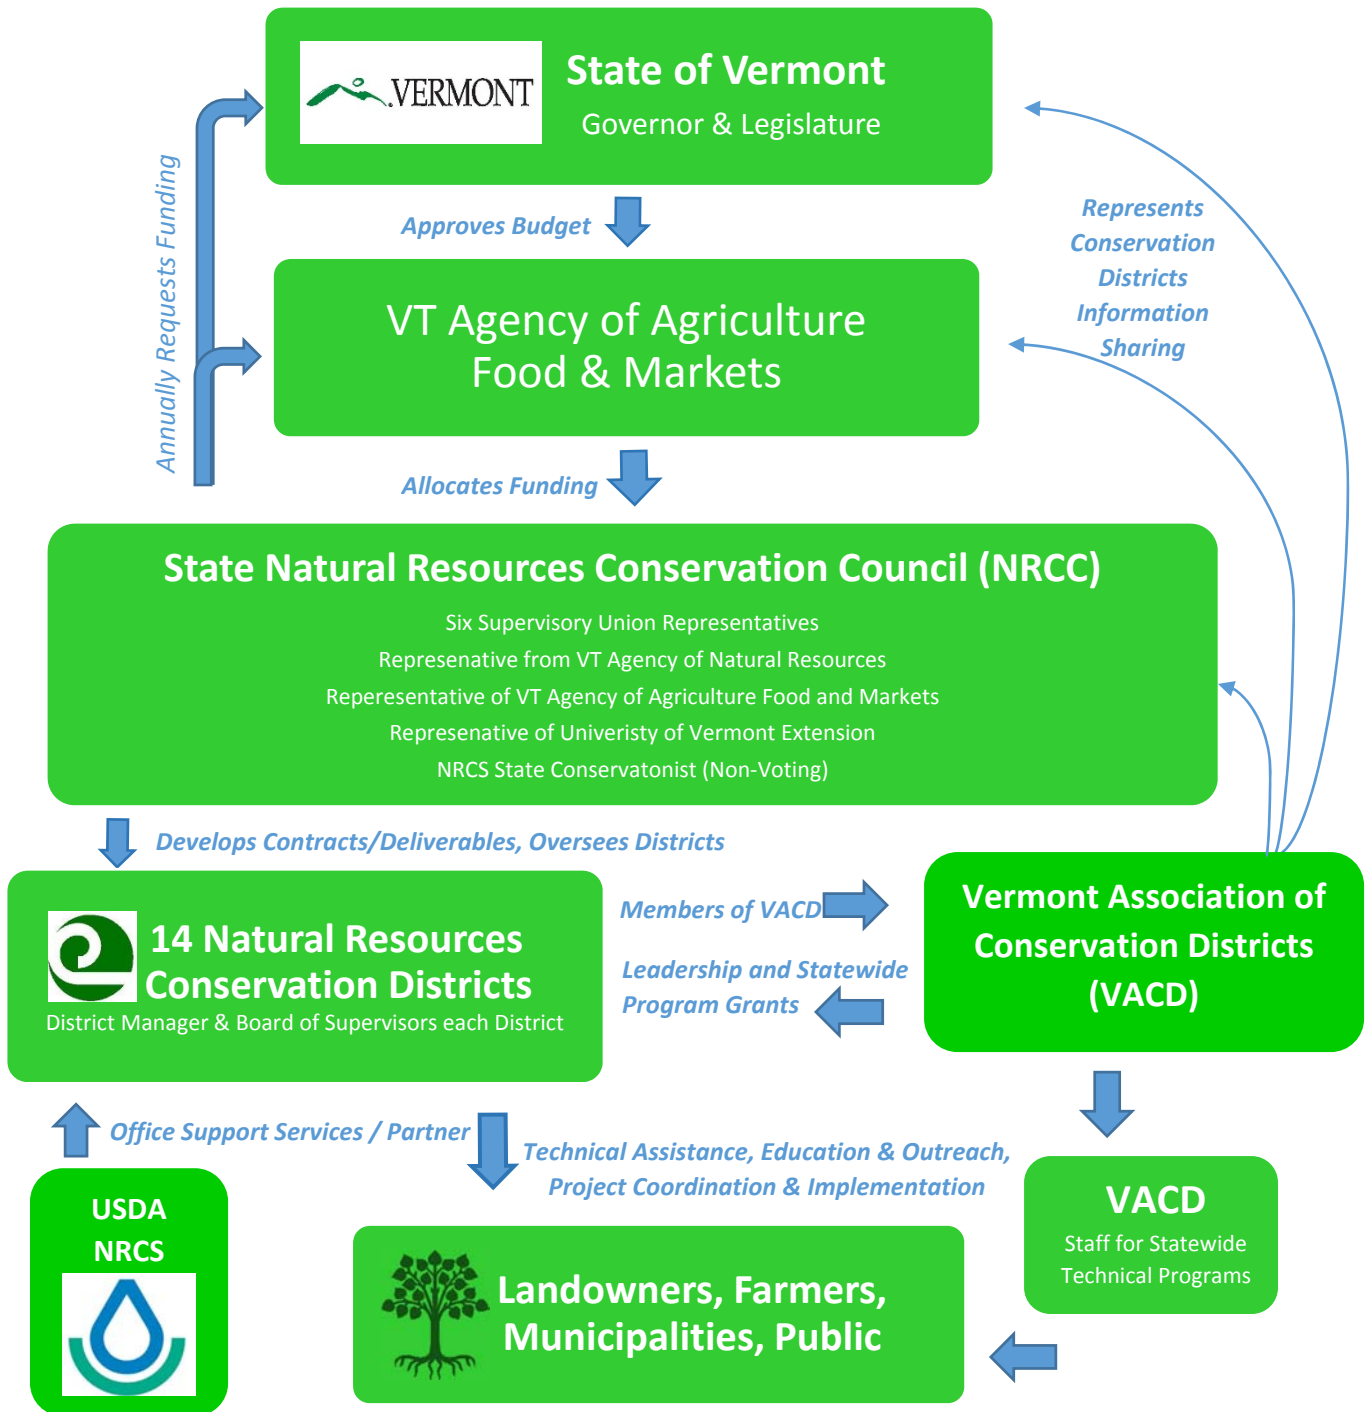 .VERMONT
State of Vermont
Governor & Legislature
Annually Requests Funding
Approves Budget
Represents
Conservation
Districts
Information
Sharing
VT Agency of Agriculture
Food & Markets
Allocates Funding
State Natural Resources Conservation Council (NRCC)
Six Supervisory Union Representatives
Represenative from VT Agency of Natural Resources
Reperesentative of VT Agency of Agriculture Food and Markets
Represenative of Univeristy of Vermont Extension
NRCS State Conservatonist (Non-Voting)
Develops Contracts/Deliverables, Oversees Districts
14 Natural Resources
Conservation Districts
District Manager & Board of Supervisors each District
Members of VACD
Leadership and Statewide
Program Grants
Vermont Association of
Conservation Districts
(VACD)
Office Support Services / Partner
Technical Assistance, Education & Outreach,
Project Coordination & Implementation
USDA
NRCS
VACD
Staff for Statewide
Technical Programs
Landowners, Farmers,
Municipalities, Public